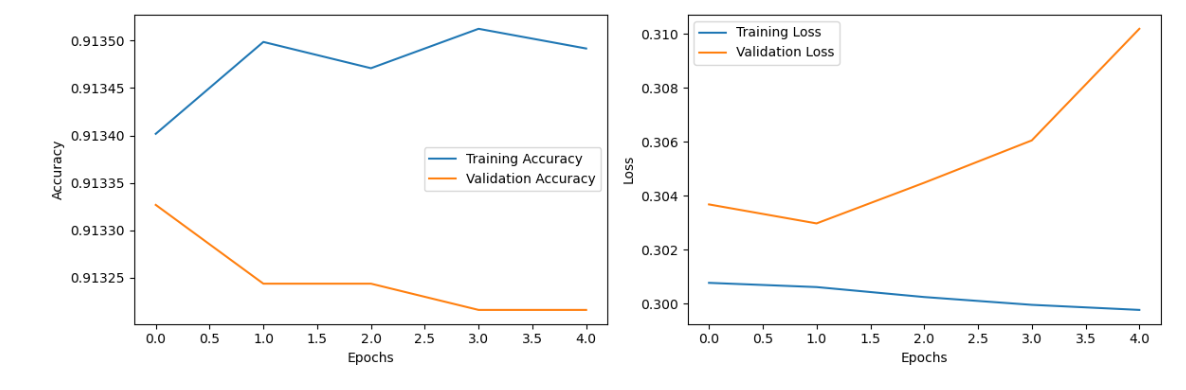 0.91350
0.91345
0.91340
0.91335
0.91330
0.91325
Accuracy
Training Accuracy
Validation Accuracy
0.0 0.5 1.0 1.5 2.0 2.5 3.0 3.5 4.0
Epochs
0.310
0.308
0.306
0.304
0.302
0.300
Loss
Training Loss
Validation Loss
0.0 0.5 1.0 1.5 2.0 2.5 3.0 3.5 4.0
Epochs